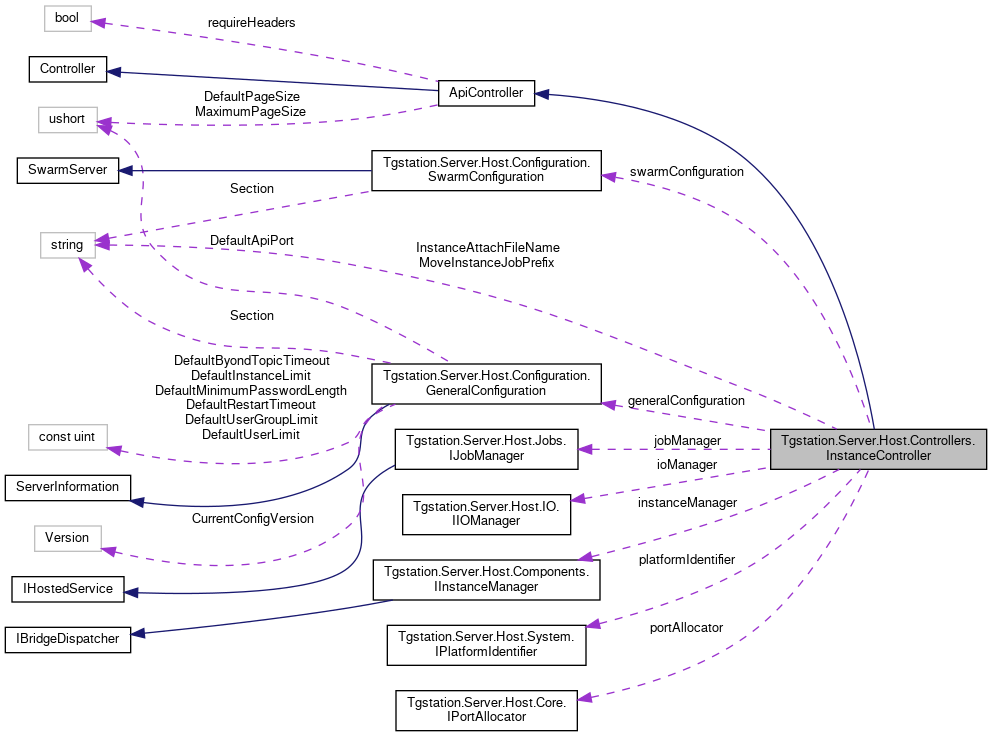 bool
requireHeaders
Controller
ApiController
DefaultPageSize
MaximumPageSize
ushort
SwarmServer
Tgstation.Server.Host.Configuration.
SwarmConfiguration
swarmConfiguration
Section
string
DefaultApiPort
InstanceAttachFileName
MoveInstanceJobPrefix
Section
DefaultByondTopicTimeout
DefaultInstanceLimit
DefaultMinimumPasswordLength
DefaultRestartTimeout
DefaultUserGroupLimit
DefaultUserLimit
Tgstation.Server.Host.Configuration.
GeneralConfiguration
generalConfiguration
const uint
Tgstation.Server.Host.Jobs.
IJobManager
jobManager
Tgstation.Server.Host.Controllers.
InstanceController
ioManager
ServerInformation
Tgstation.Server.Host.IO.
IIOManager
instanceManager
CurrentConfigVersion
Version
platformIdentifier
IHostedService
Tgstation.Server.Host.Components.
IInstanceManager
portAllocator
IBridgeDispatcher
Tgstation.Server.Host.System.
IPlatformIdentifier
Tgstation.Server.Host.Core.
IPortAllocator